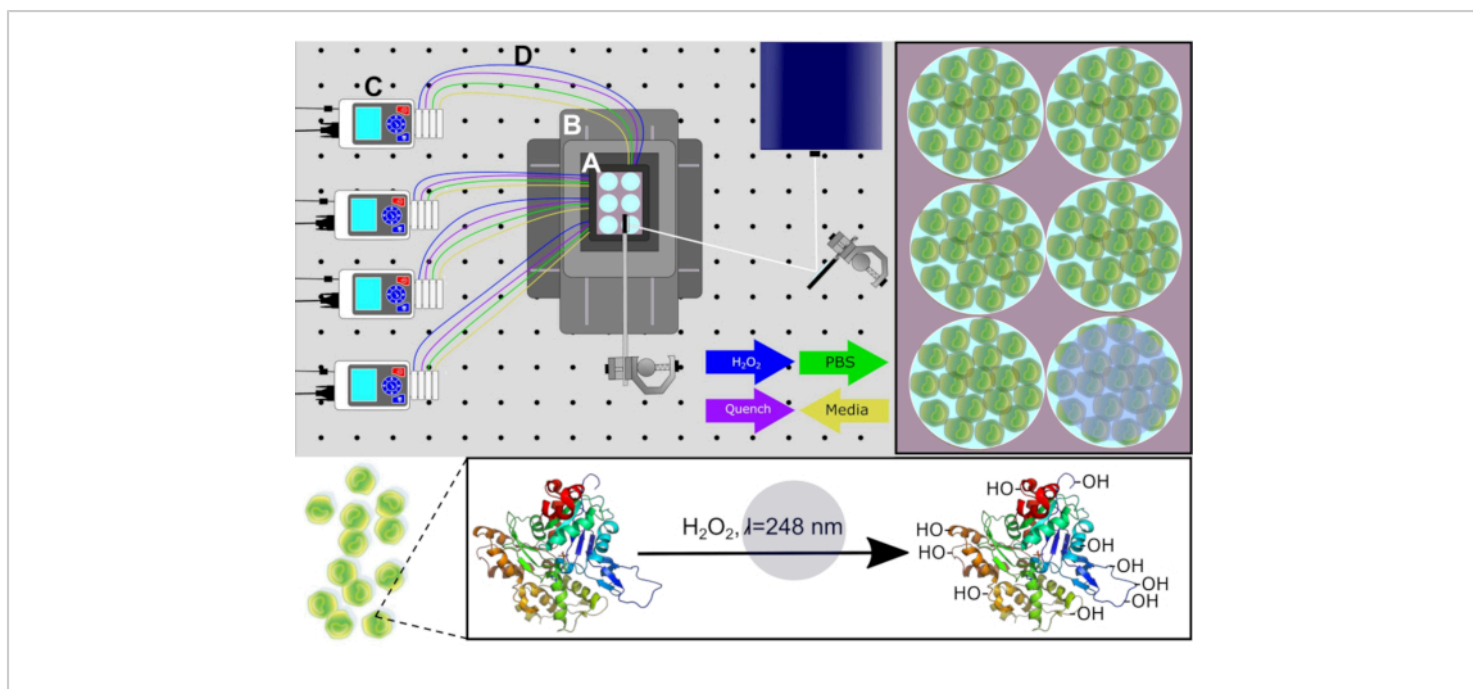 D
C
B
A
H₂O₂
PBS
Quench
Media
H₂O₂, λ=248 nm
HO
OH
HO
HO
OH
OH
OH
OH
HO
OH